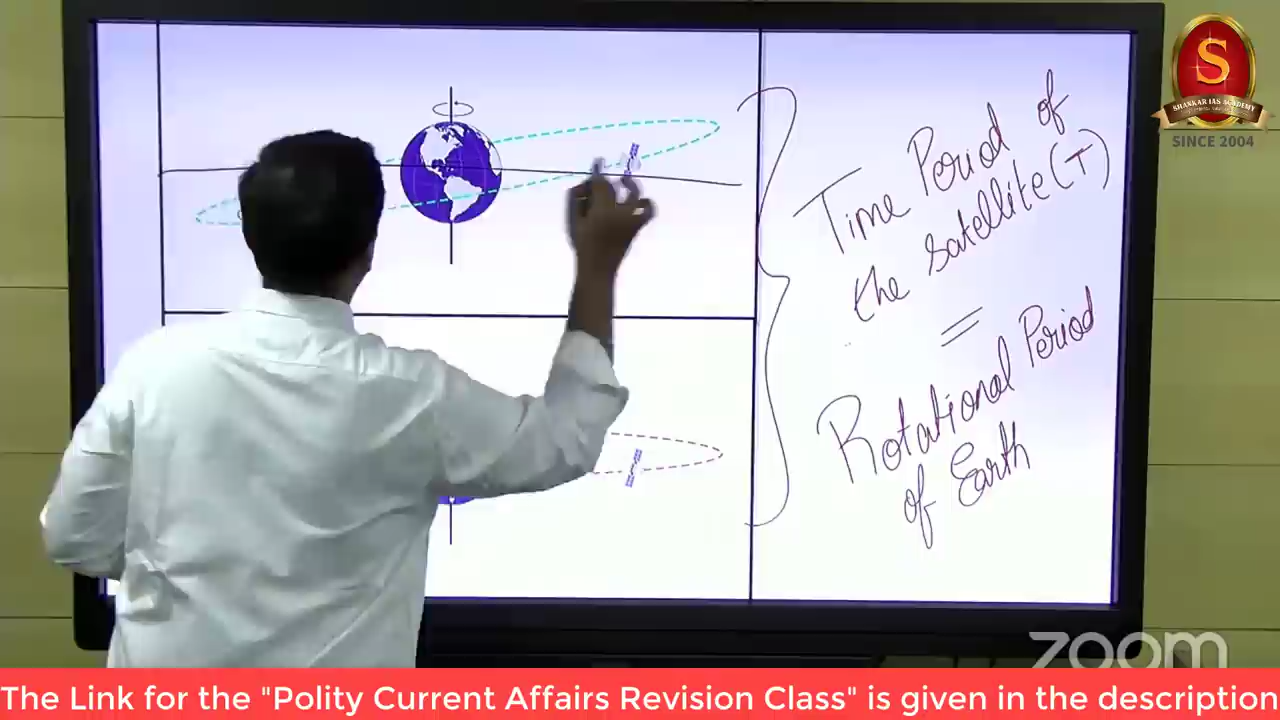 Time Period of
the satellite (T)
=
Rotational Period
of Earth
S
SHANKAR IAS ACADEMY
SINCE 2004
zoom
The Link for the "Polity Current Affairs Revision Class" is given in the description